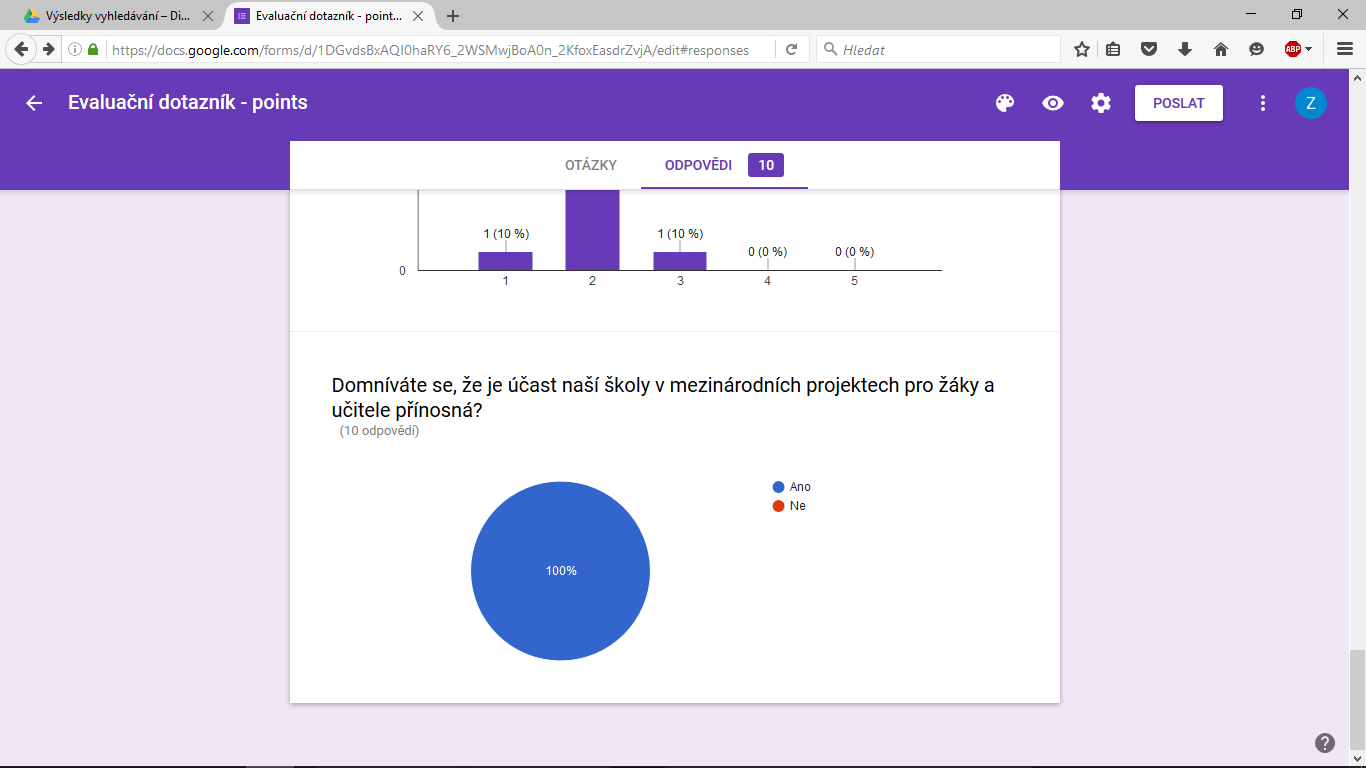 Výsledky vyhledávání – Di...
Evaluační dotazník - point...
https://docs.google.com/forms/d/1DGvdsBxAQI0haRY6_2WSMwjBoA0n_2KfoxEasdrZvjA/edit#responses
Hledat
ABP
Evaluační dotazník - points
POSLAT
Z
OTÁZKY
ODPOVĚDI 10
1 (10 %)
1 (10 %)
0 (0 %)
0 (0 %)
0
1 2 3 4 5
Domníváte se, že je účast naší školy v mezinárodních projektech pro žáky a
učitele přínosná?
(10 odpovědí)
Ano
Ne
100%
?